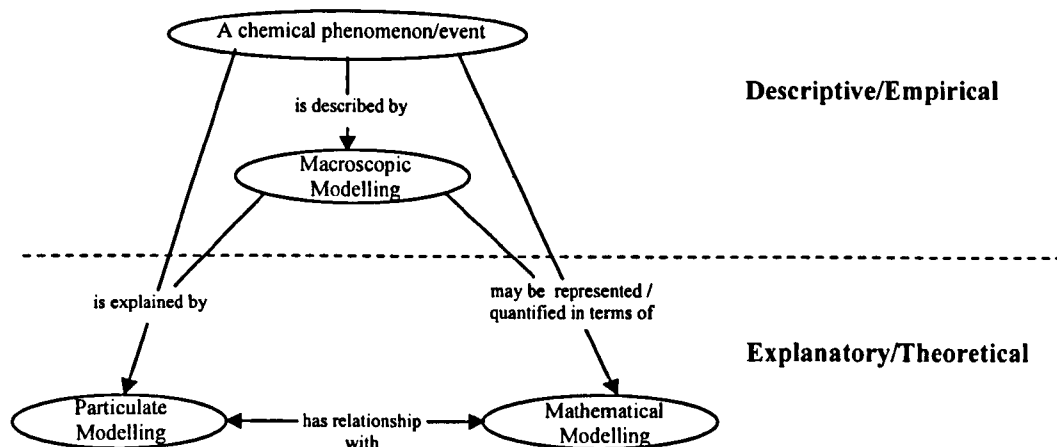 A chemical phenomenon/event
Descriptive/Empirical
is described by
Macroscopic
Modelling
is explained by
may be represented /
quantified in terms of
Explanatory/Theoretical
Particulate
Modelling
has relationship
with
Mathematical
Modelling